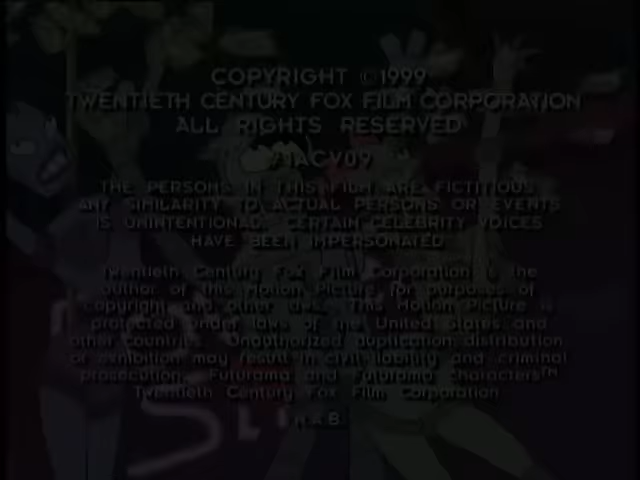 COPYRIGHT ©1999
TWENTIETH CENTURY FOX FILM CORPORATION
ALL RIGHTS RESERVED
1ACV09
THE PERSONS IN THIS FILM ARE FICTITIOUS
ANY SIMILARITY TO ACTUAL PERSONS OR EVENTS
IS UNINTENTIONAL. CERTAIN CELEBRITY VOICES
HAVE BEEN IMPERSONATED
Twentieth Century Fox Film Corporation is the
author of this Motion Picture for purposes of
copyright and other laws. This Motion Picture is
protected under laws of the United States and
other countries. Unauthorized duplication, distribution
or exhibition may result in civil liability and criminal
prosecution. Futurama and Futurama characters™
Twentieth Century Fox Film Corporation